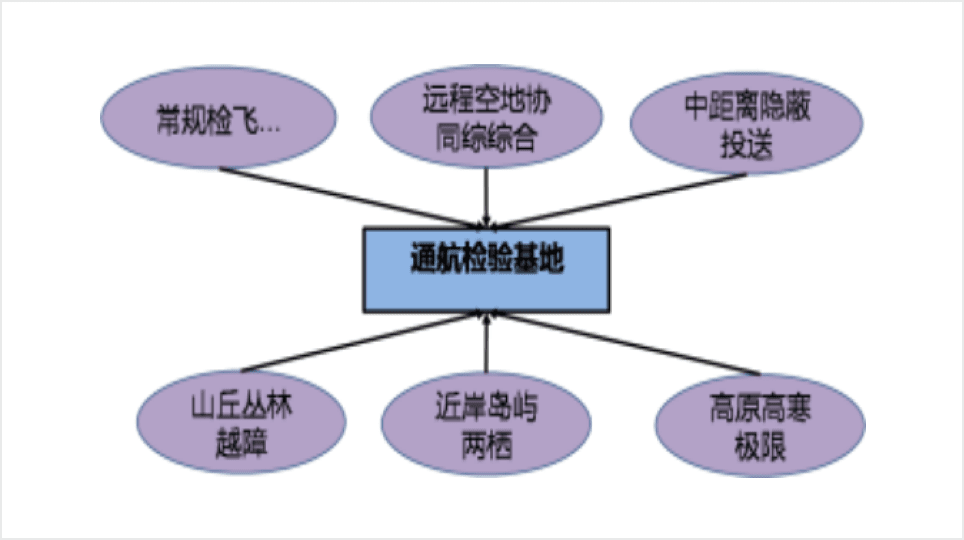 常规检飞...
远程空地协
同综综合
中距离隐蔽
投送
通航检验基地
山丘丛林
越障
近岸岛屿
两栖
高原高寒
极限